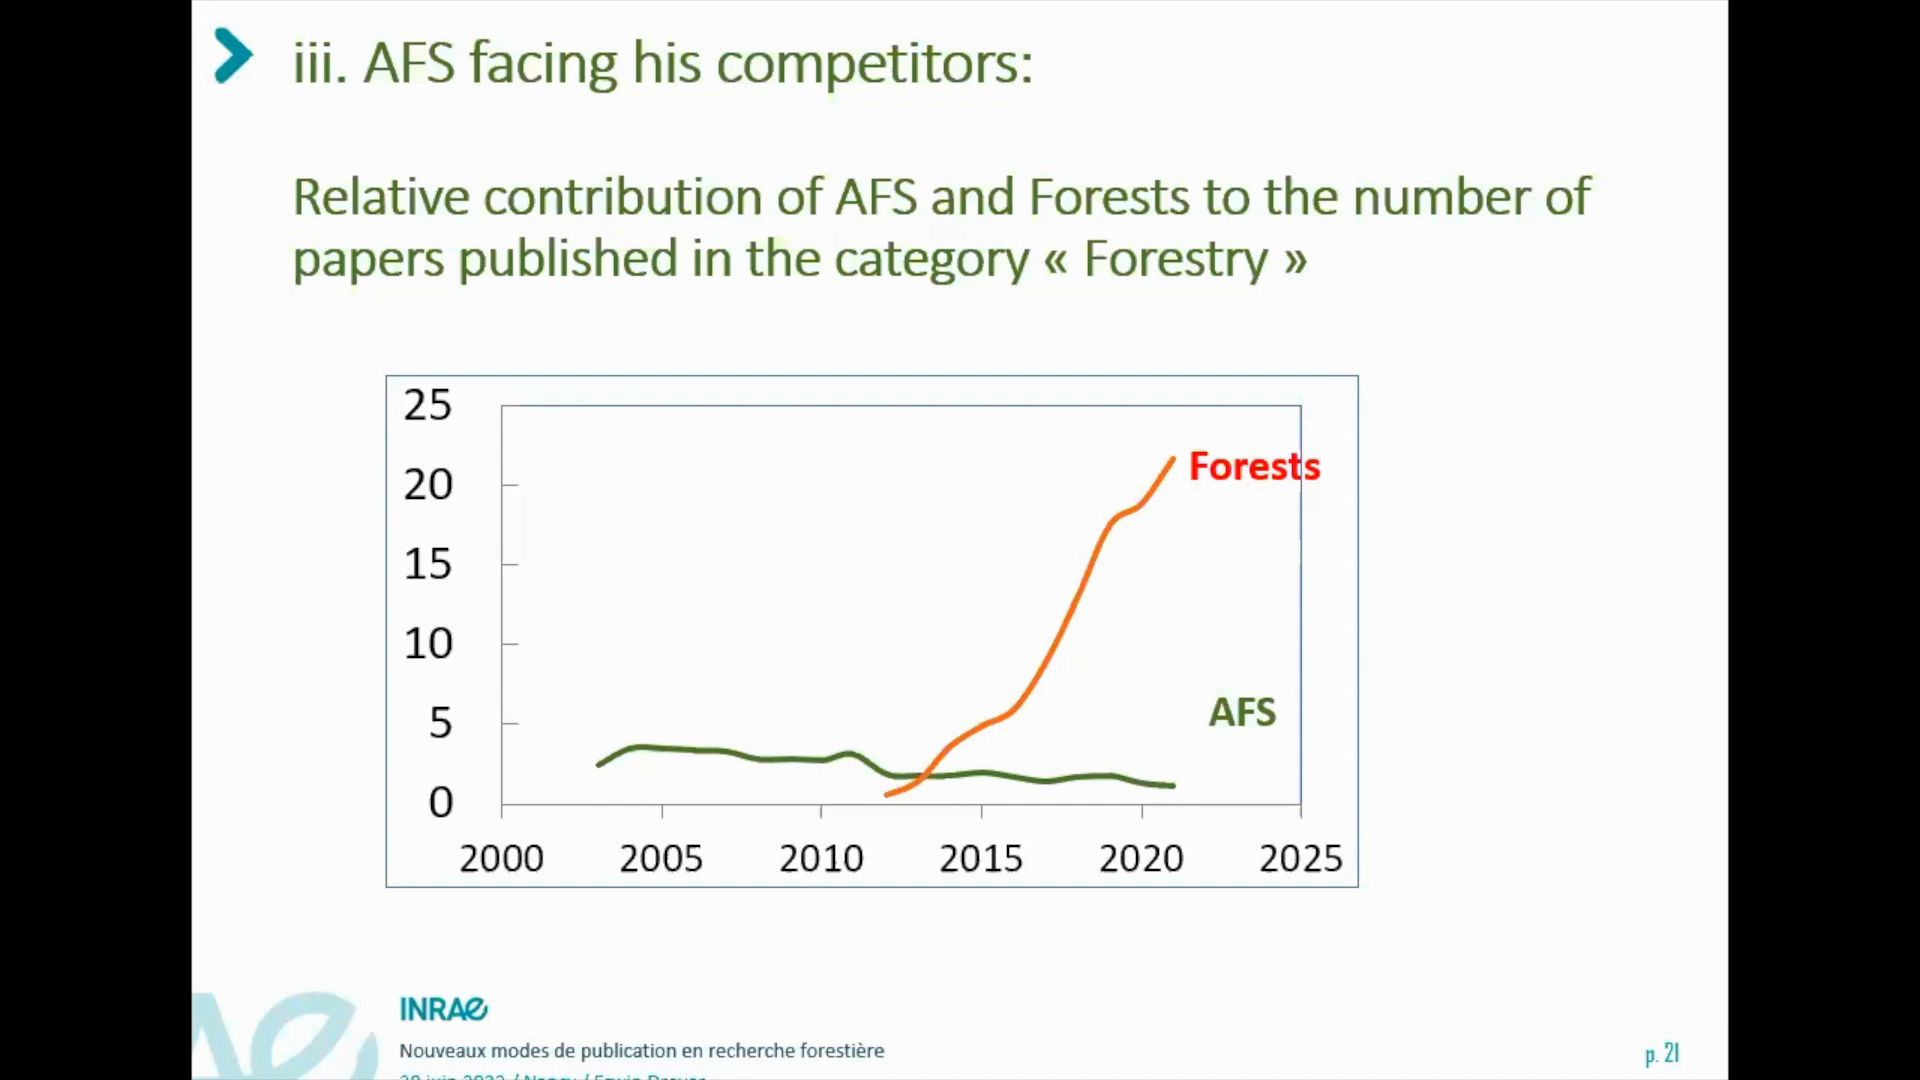 iii. AFS facing his competitors:
Relative contribution of AFS and Forests to the number of
papers published in the category « Forestry »
25
20
15
10
5
0
Forests
AFS
2000 2005 2010 2015 2020 2025
INRAE
Nouveaux modes de publication en recherche forestière
p. 21